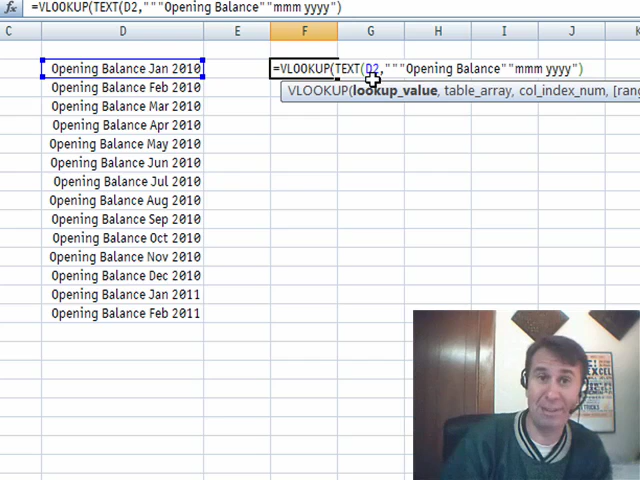 fx =VLOOKUP(TEXT(D2,"""Opening Balance""mmm yyyy")
C D E F G H I J
Opening Balance Jan 2010 =VLOOKUP(TEXT(D2,"""Opening Balance""mmm yyyy")
Opening Balance Feb 2010 VLOOKUP(lookup_value, table_array, col_index_num, [rang
Opening Balance Mar 2010
Opening Balance Apr 2010
Opening Balance May 2010
Opening Balance Jun 2010
Opening Balance Jul 2010
Opening Balance Aug 2010
Opening Balance Sep 2010
Opening Balance Oct 2010
Opening Balance Nov 2010
Opening Balance Dec 2010
Opening Balance Jan 2011
Opening Balance Feb 2011
EXCEL